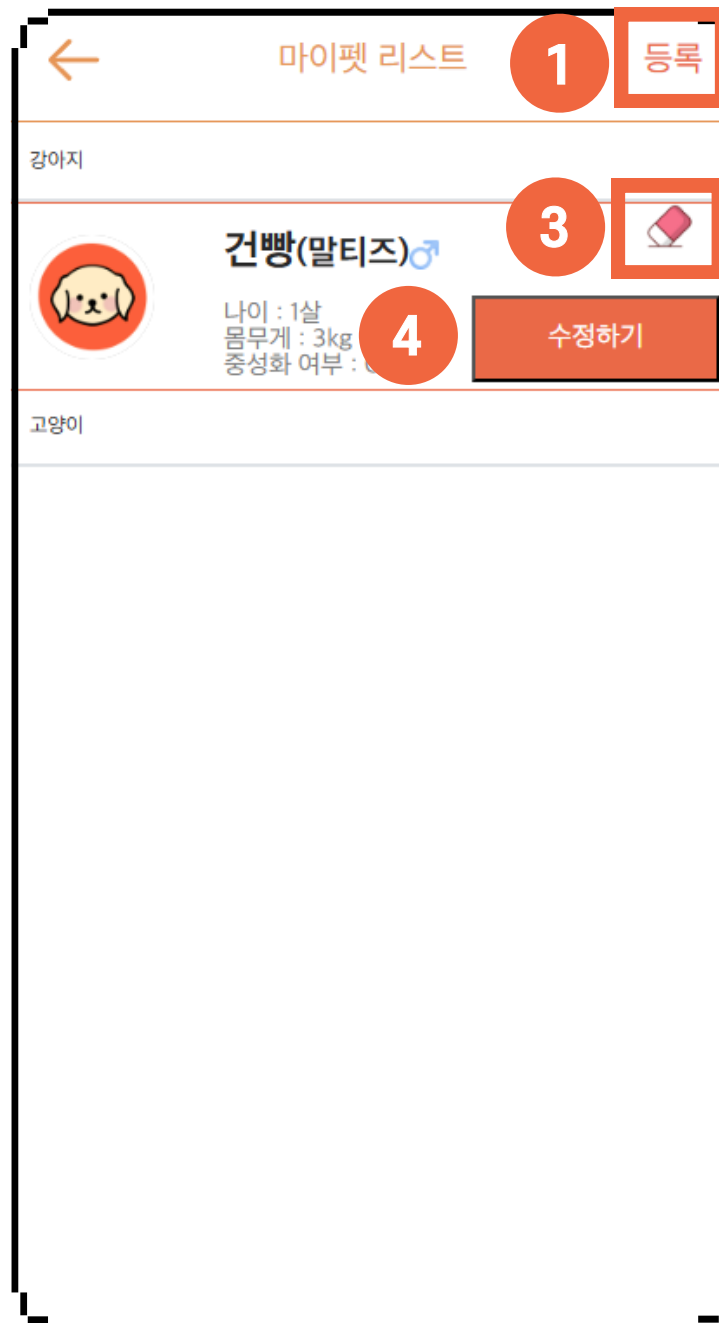 마이펫 리스트
1
등록
강아지
건빵(말티즈)
3
나이 : 1살
몸무게 : 3kg
중성화 여부 :
4
수정하기
고양이